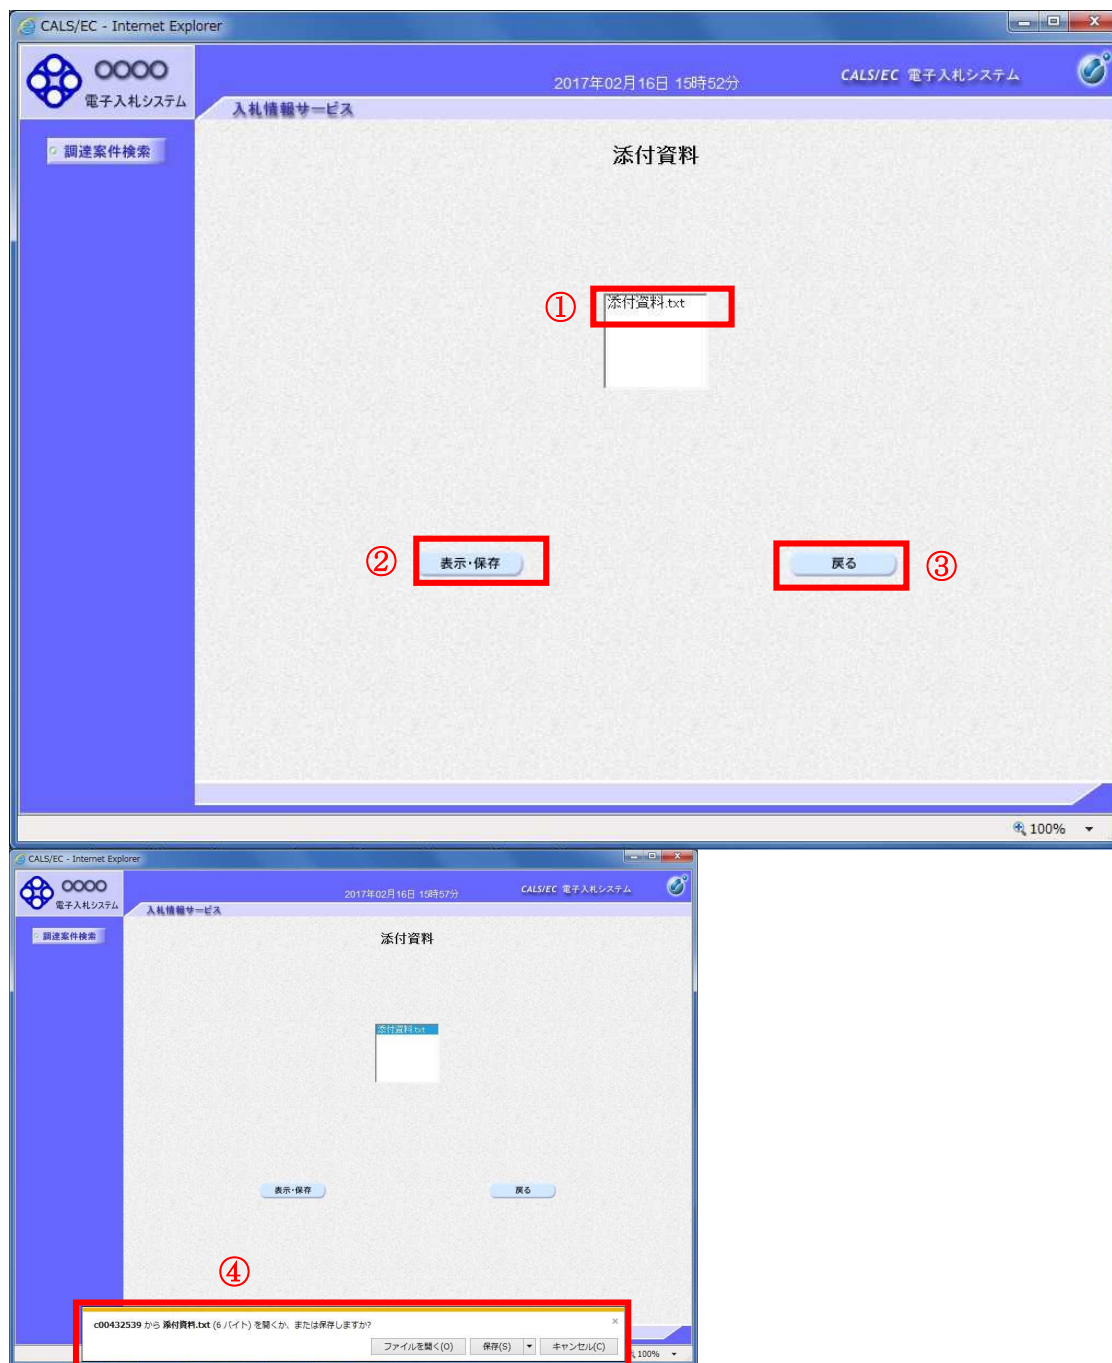 CALS/EC - Internet Explorer
OOOO
電子入札システム
2017年02月16日 15時52分
CALS/EC 電子入札システム
入札情報サービス
調達案件検索
添付資料
①
添付資料.txt
②
表示・保存
戻る
③
100%
CALS/EC - Internet Explorer
OOOO
電子入札システム
2017年02月16日 15時57分
CALS/EC 電子入札システム
入札情報サービス
調達案件検索
添付資料
添付資料.txt
表示・保存
戻る
④
c00432539 から 添付資料.txt (6 バイト) を開くか、または保存しますか?
×
ファイルを開く(O)
保存(S)
キャンセル(C)
100%